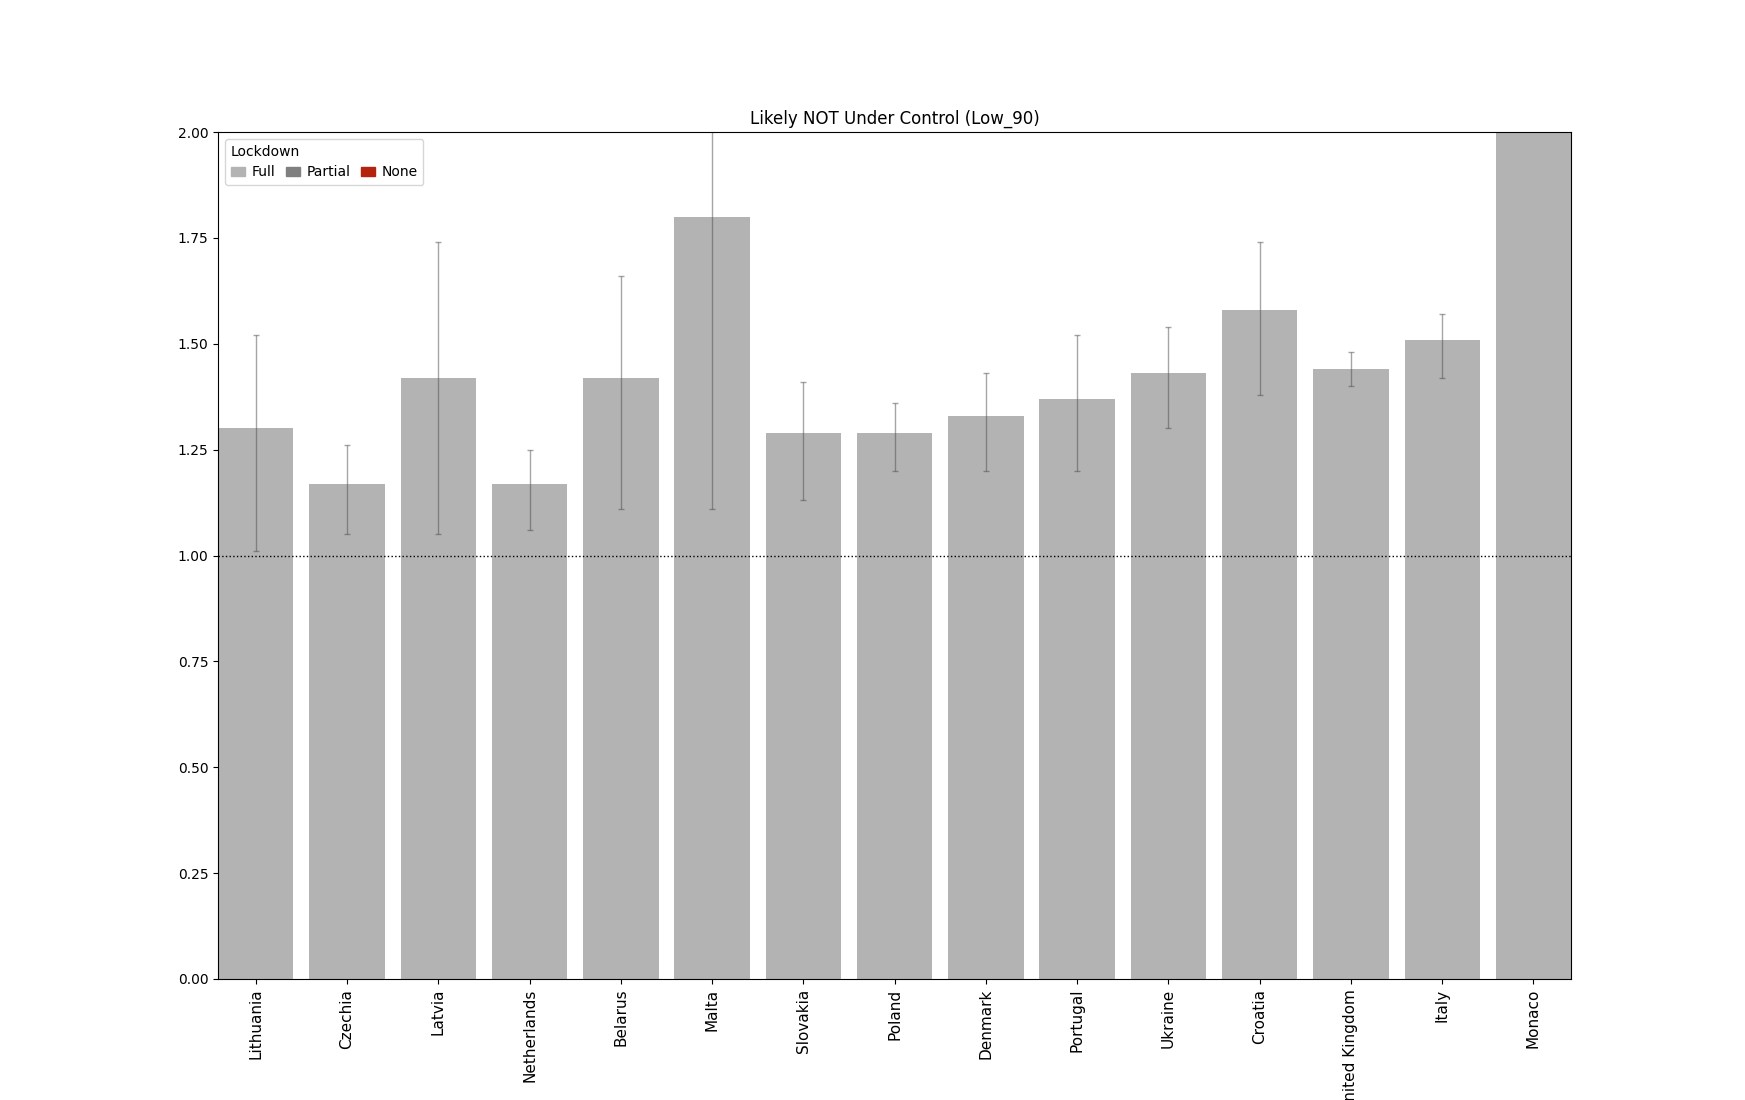 Likely NOT Under Control (Low_90)
2.00
Lockdown
Full Partial None
1.75
1.50
1.25
1.00
0.75
0.50
0.25
0.00
Lithuania
Czechia
Latvia
Netherlands
Belarus
Malta
Slovakia
Poland
Denmark
Portugal
Ukraine
Croatia
nited Kingdom
Italy
Monaco